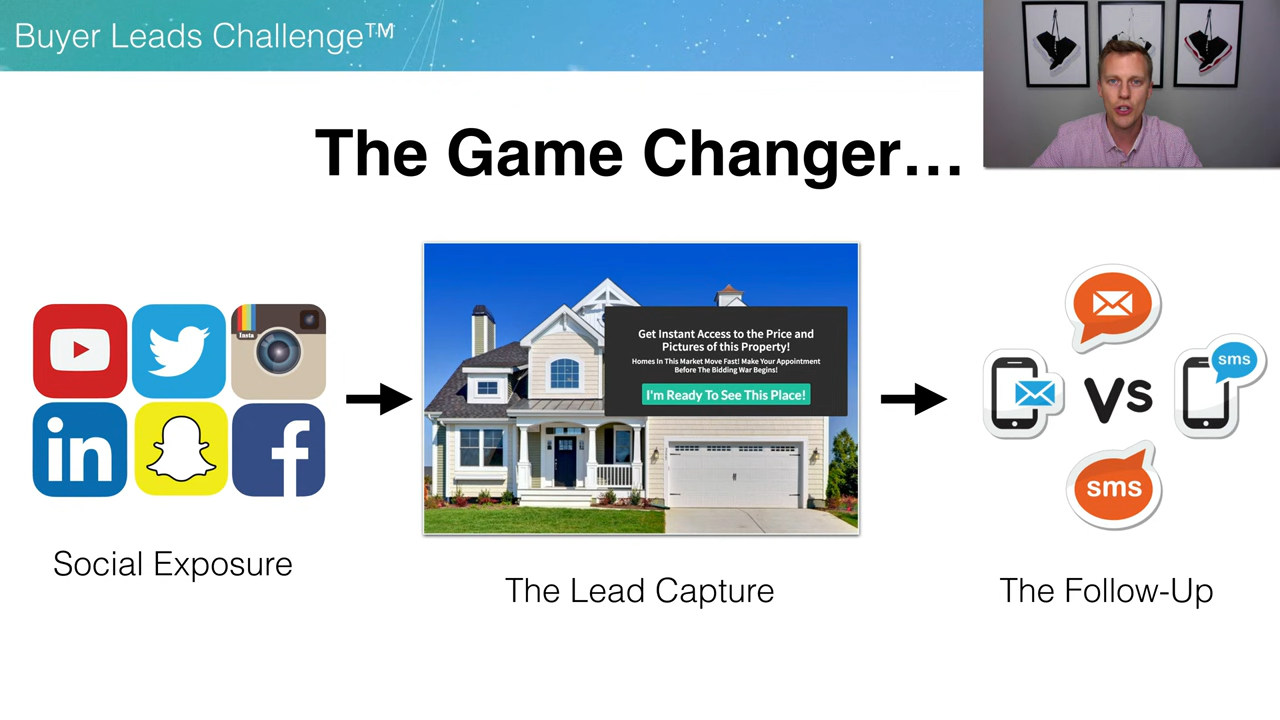 Buyer Leads Challenge™
The Game Changer...
Insta
in
f
Get Instant Access to the Price and
Pictures of this Property!
Homes In This Market Move Fast! Make Your Appointment
Before The Bidding War Begins!
I'm Ready To See This Place!
sms
VS
sms
Social Exposure
The Lead Capture
The Follow-Up